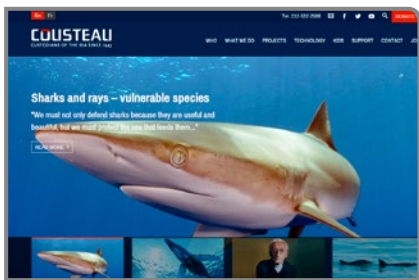 En Fr Tel. 212-532-2588 DONATE
COUSTEAU
CUSTODIANS OF THE SEA SINCE 1943
WHO WHAT WE DO PROJECTS TECHNOLOGY KIDS SUPPORT CONTACT
Sharks and rays – vulnerable species
"We must not only defend sharks because they are useful and
beautiful, but we must protect the sea that feeds them..."
READ MORE